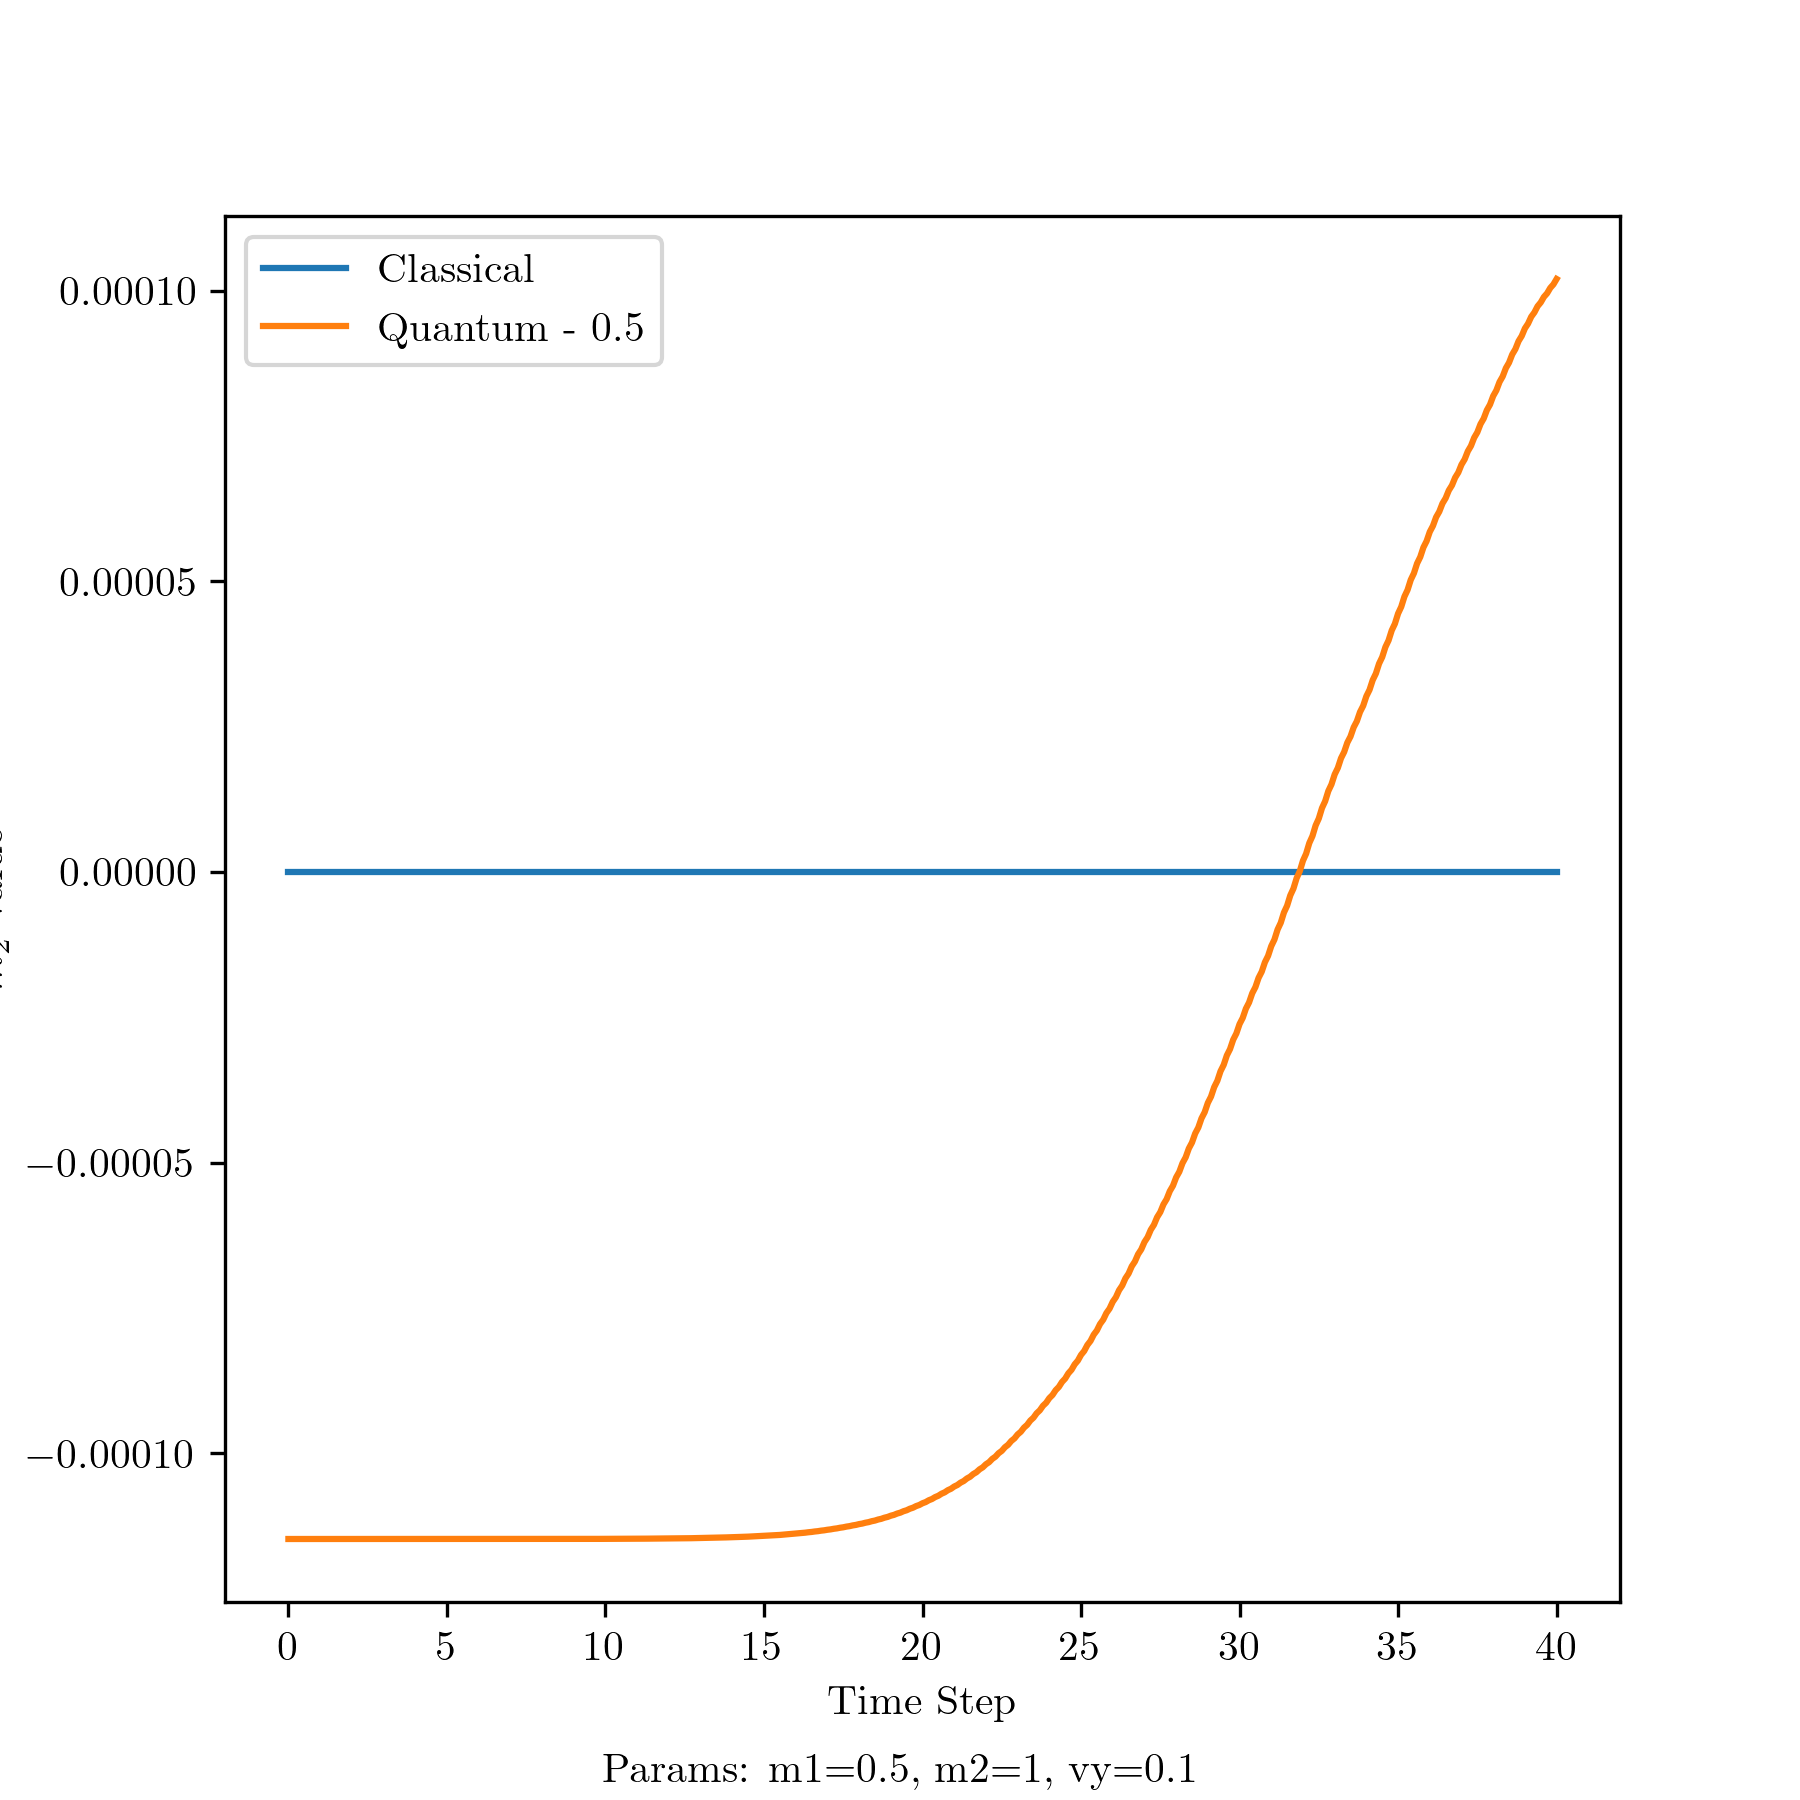 Classical
Quantum - 0.5
0.00010
0.00005
0.00000
−0.00005
−0.00010
0 5 10 15 20 25 30 35 40
Time Step
Params: m1=0.5, m2=1, vy=0.1